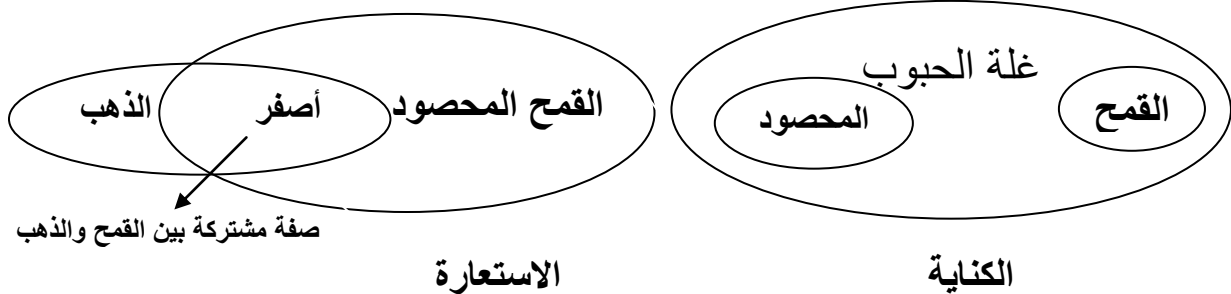 غلة الحبوب
القمح
المحصود
الكناية
القمح المحصود
أصفر
الذهب
صفة مشتركة بين القمح والذهب
الاستعارة